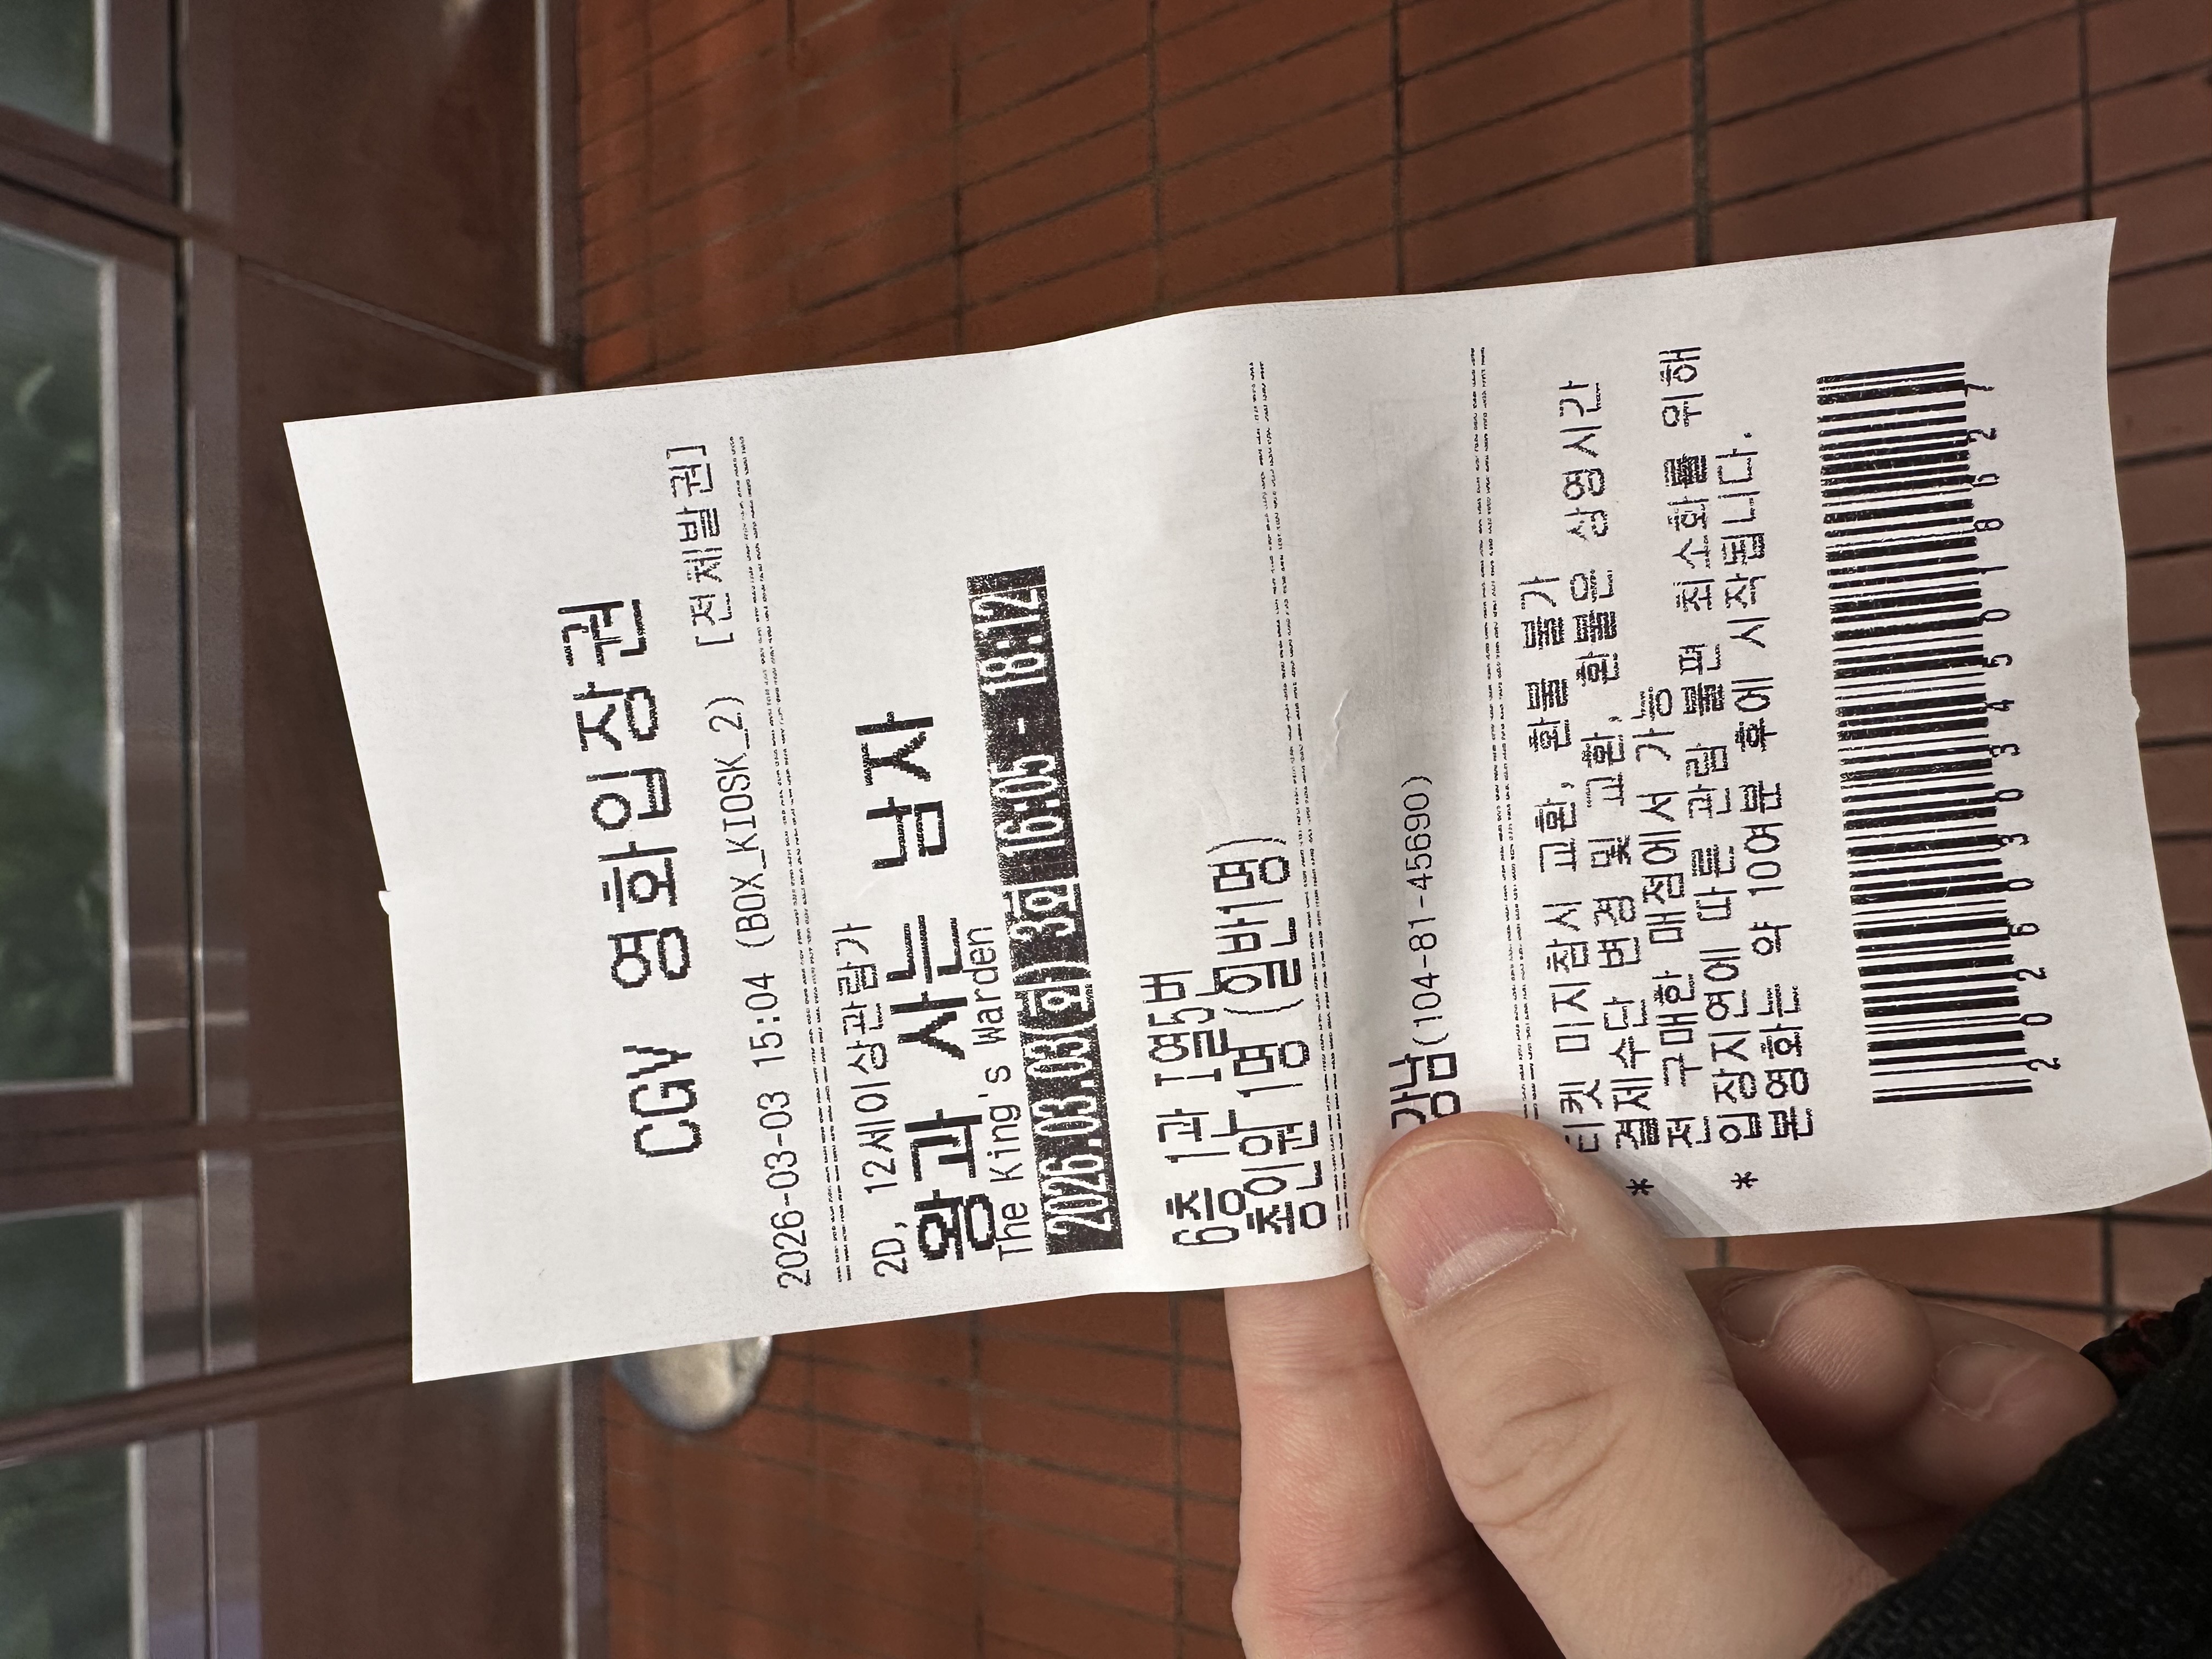 CGV 영화입장권
[전체발권]
2026-03-03 15:04 (BOX_KIOSK_2)
2D, 12세이상관람가
왕과 사는 남자
The King's Warden
2026.03.03(화) 3회 16:05 - 18:12
6층 1관 I열5번
총인원 1명(일반1명)
강남(104-81-45690)
티켓 미지참시 교환, 환불 불가
* 결제수단 변경 및 교환, 환불은 상영시간
전 구매한 매점에서 가능
* 입장지연에 따른 관람 불편 최소화를 위해
본영화는 약 10여분 후에 시작됩니다.
2026030345018627